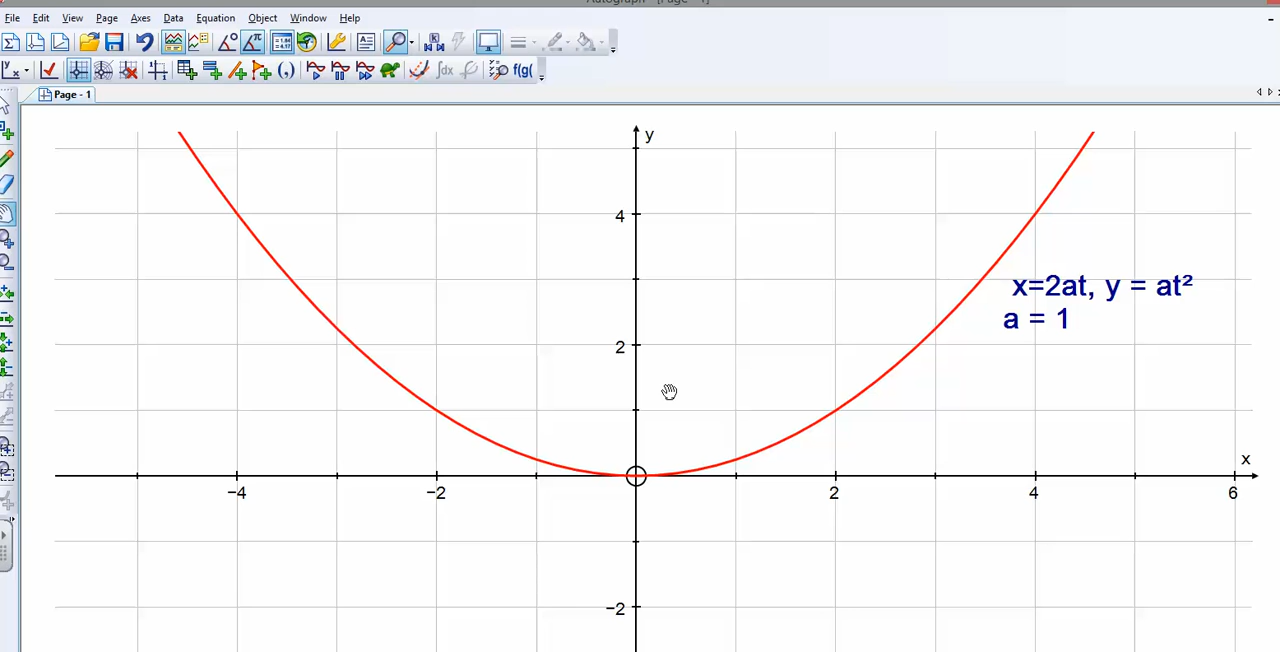 Autograph - [Page - 1]
File Edit View Page Axes Data Equation Object Window Help
f(g(
Page - 1
y
4
x=2at, y = at²
a = 1
2
x
−4 −2 2 4 6
−2